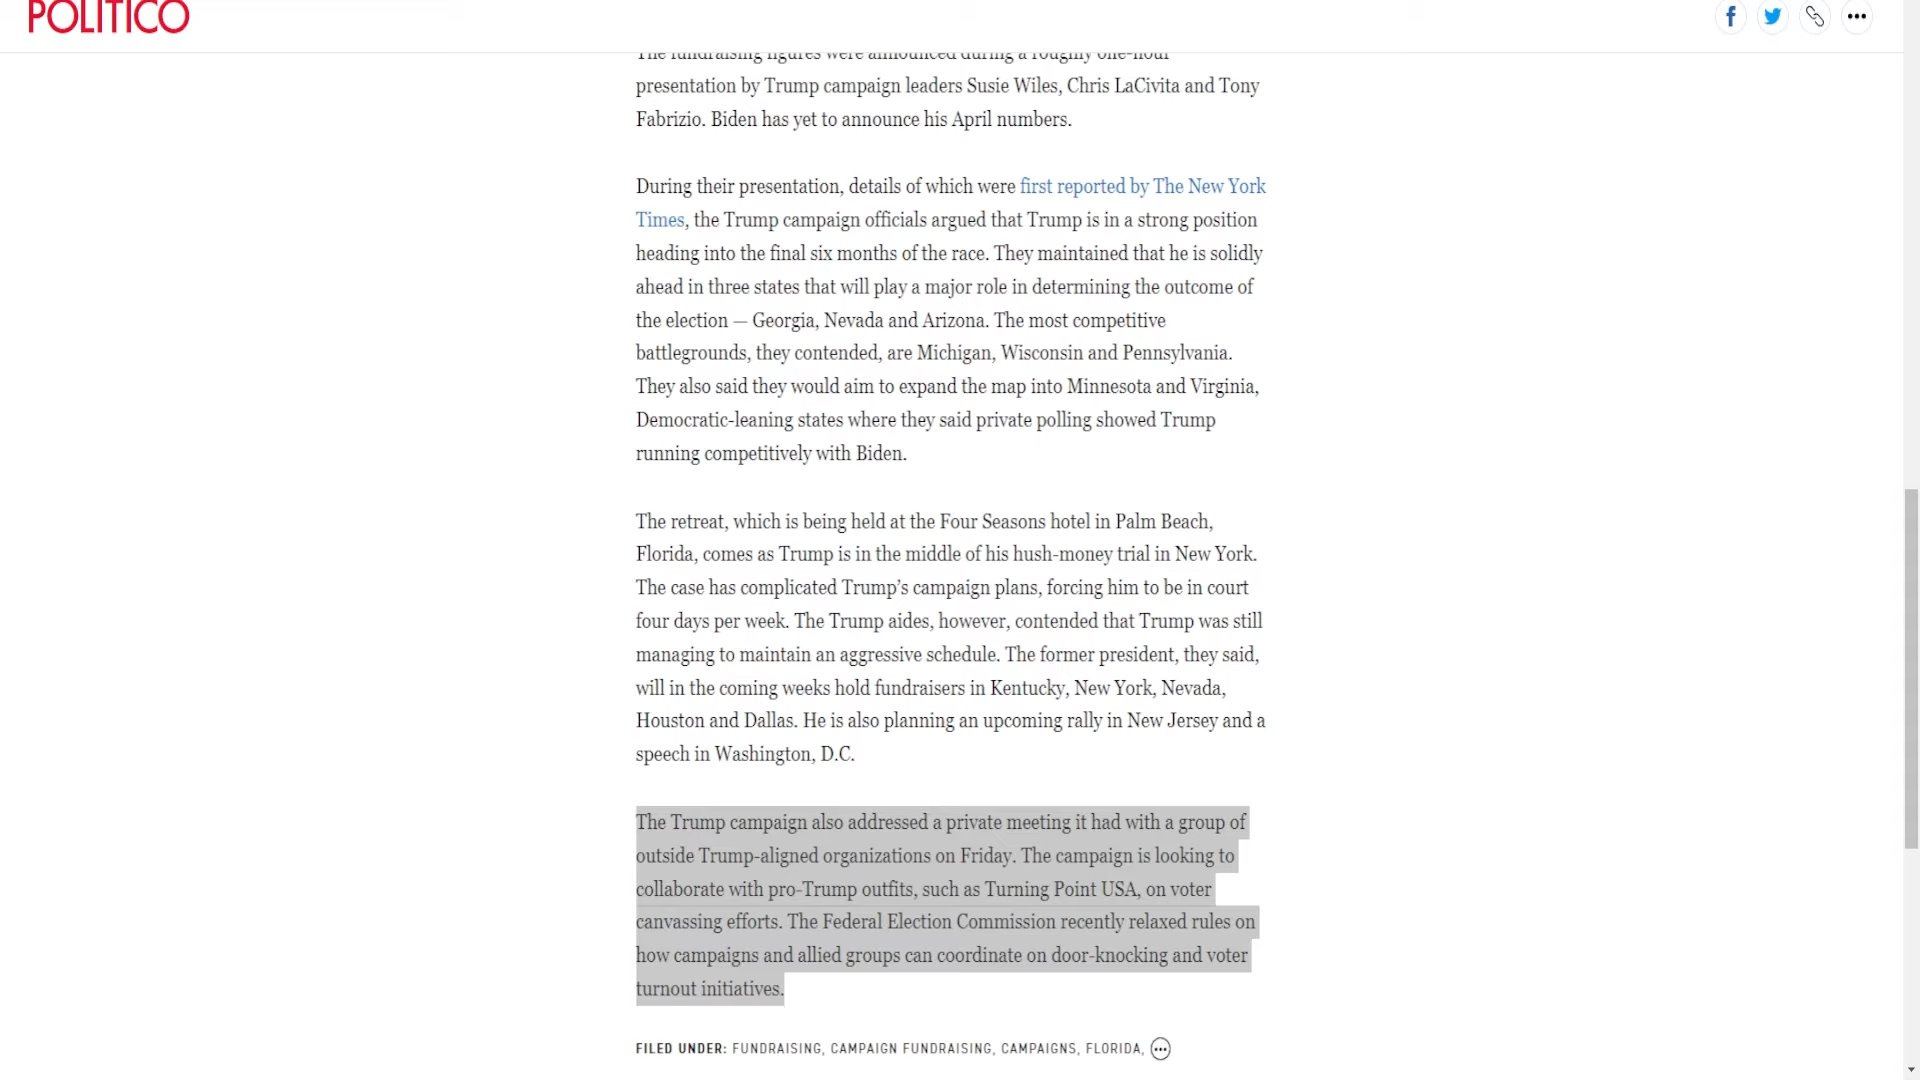 POLITICO
The fundraising figures were announced during a roughly one-hour
presentation by Trump campaign leaders Susie Wiles, Chris LaCivita and Tony
Fabrizio. Biden has yet to announce his April numbers.
During their presentation, details of which were first reported by The New York
Times, the Trump campaign officials argued that Trump is in a strong position
heading into the final six months of the race. They maintained that he is solidly
ahead in three states that will play a major role in determining the outcome of
the election — Georgia, Nevada and Arizona. The most competitive
battlegrounds, they contended, are Michigan, Wisconsin and Pennsylvania.
They also said they would aim to expand the map into Minnesota and Virginia,
Democratic-leaning states where they said private polling showed Trump
running competitively with Biden.
The retreat, which is being held at the Four Seasons hotel in Palm Beach,
Florida, comes as Trump is in the middle of his hush-money trial in New York.
The case has complicated Trump’s campaign plans, forcing him to be in court
four days per week. The Trump aides, however, contended that Trump was still
managing to maintain an aggressive schedule. The former president, they said,
will in the coming weeks hold fundraisers in Kentucky, New York, Nevada,
Houston and Dallas. He is also planning an upcoming rally in New Jersey and a
speech in Washington, D.C.
The Trump campaign also addressed a private meeting it had with a group of
outside Trump-aligned organizations on Friday. The campaign is looking to
collaborate with pro-Trump outfits, such as Turning Point USA, on voter
canvassing efforts. The Federal Election Commission recently relaxed rules on
how campaigns and allied groups can coordinate on door-knocking and voter
turnout initiatives.
FILED UNDER: FUNDRAISING, CAMPAIGN FUNDRAISING, CAMPAIGNS, FLORIDA,